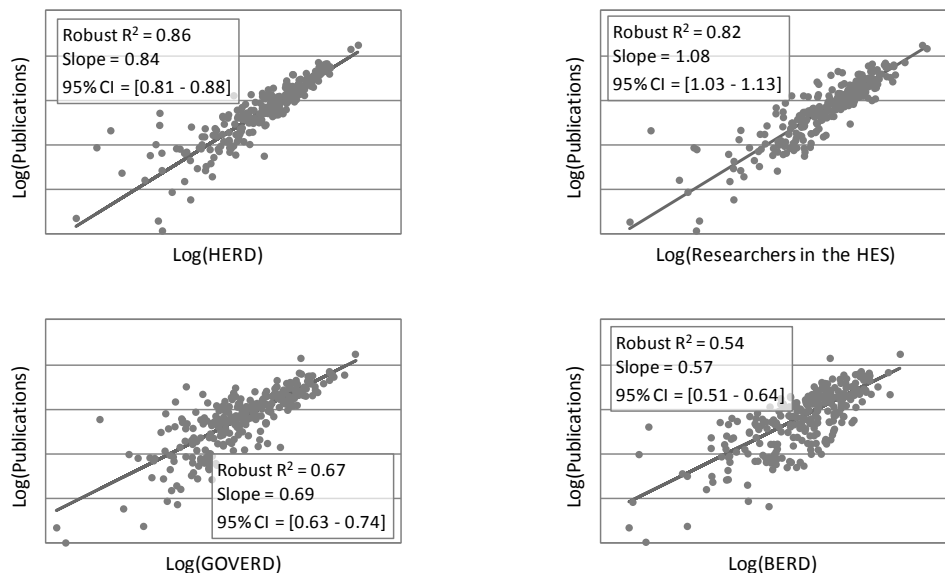 Robust R² = 0.86
Slope = 0.84
95% CI = [0.81 - 0.88]
Log(Publications)
Log(HERD)
Robust R² = 0.82
Slope = 1.08
95% CI = [1.03 - 1.13]
Log(Publications)
Log(Researchers in the HES)
Robust R² = 0.67
Slope = 0.69
95% CI = [0.63 - 0.74]
Log(Publications)
Log(GOVERD)
Robust R² = 0.54
Slope = 0.57
95% CI = [0.51 - 0.64]
Log(Publications)
Log(BERD)